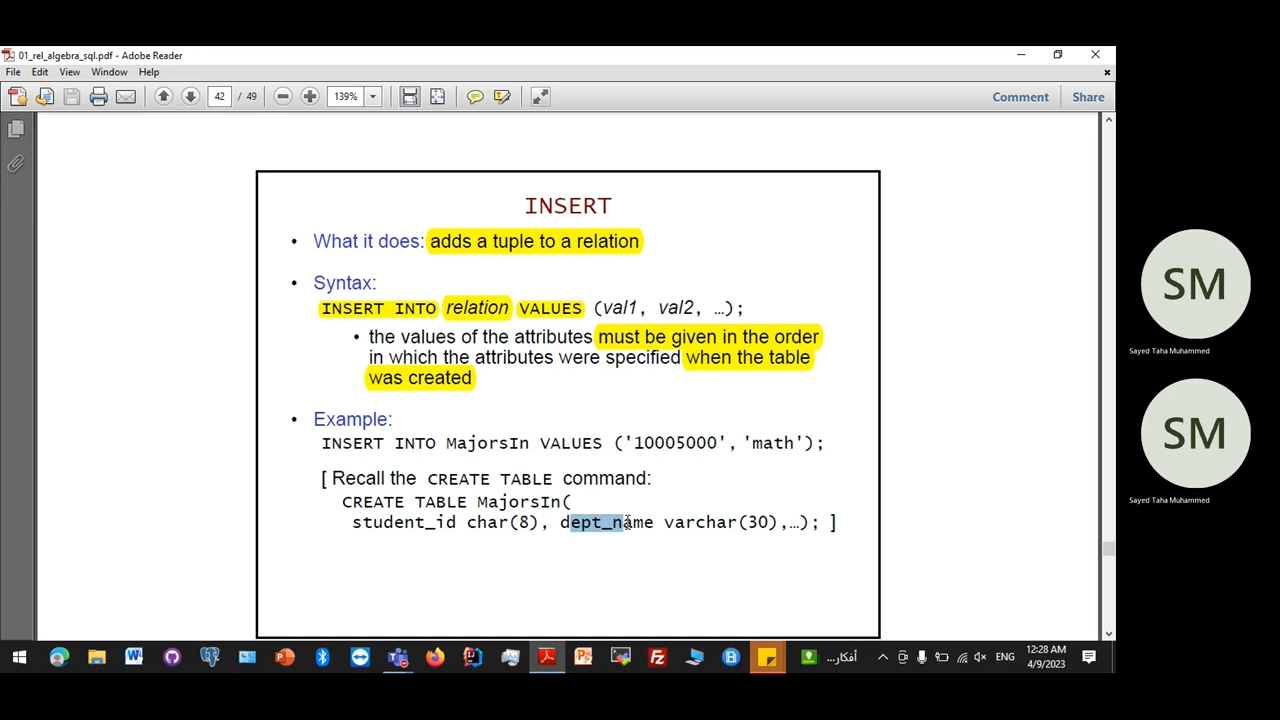 01_rel_algebra_sql.pdf - Adobe Reader
File Edit View Window Help
42 / 49 139% Comment Share
INSERT
• What it does: adds a tuple to a relation
• Syntax:
INSERT INTO relation VALUES (val1, val2, …);
• the values of the attributes must be given in the order
in which the attributes were specified when the table
was created
• Example:
INSERT INTO MajorsIn VALUES ('10005000','math');
[ Recall the CREATE TABLE command:
CREATE TABLE MajorsIn(
student_id char(8), dept_name varchar(30),…); ]
SM
Sayed Taha Muhammed
SM
Sayed Taha Muhammed
أفكار... ENG 12:28 AM
4/9/2023